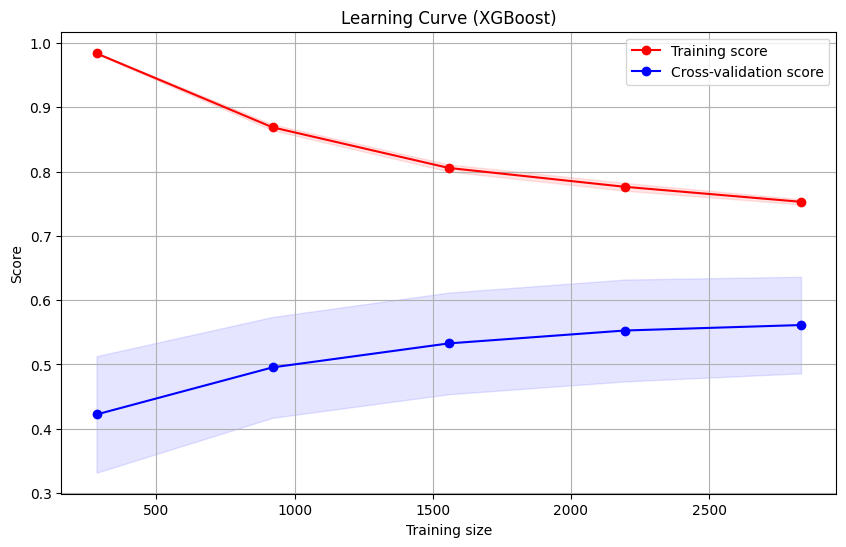 Learning Curve (XGBoost)
Training score
Cross-validation score
1.0
0.9
0.8
0.7
0.6
0.5
0.4
0.3
Score
500
1000
1500
2000
2500
Training size